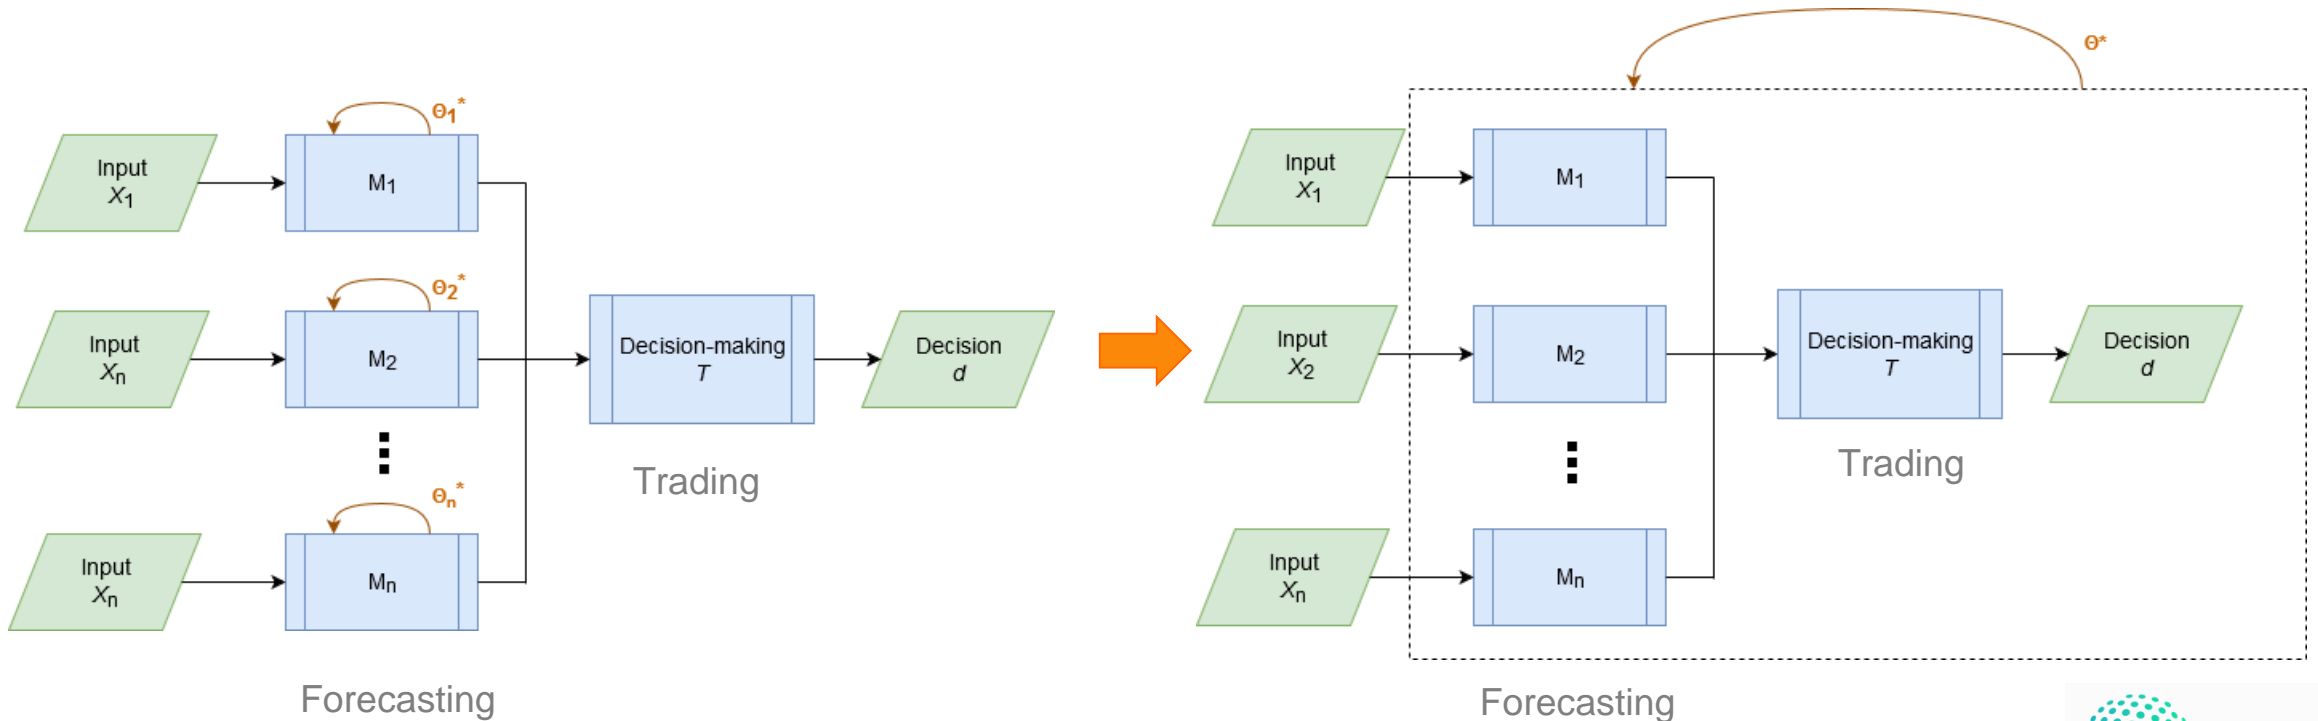 Θ1*
Input
X1
M1
Θ2*
Input
Xn
M2
Decision-making
T
Decision
d
Trading
Θn*
Input
Xn
Mn
Forecasting
Θ*
Input
X1
M1
Input
X2
M2
Decision-making
T
Decision
d
Trading
Input
Xn
Mn
Forecasting